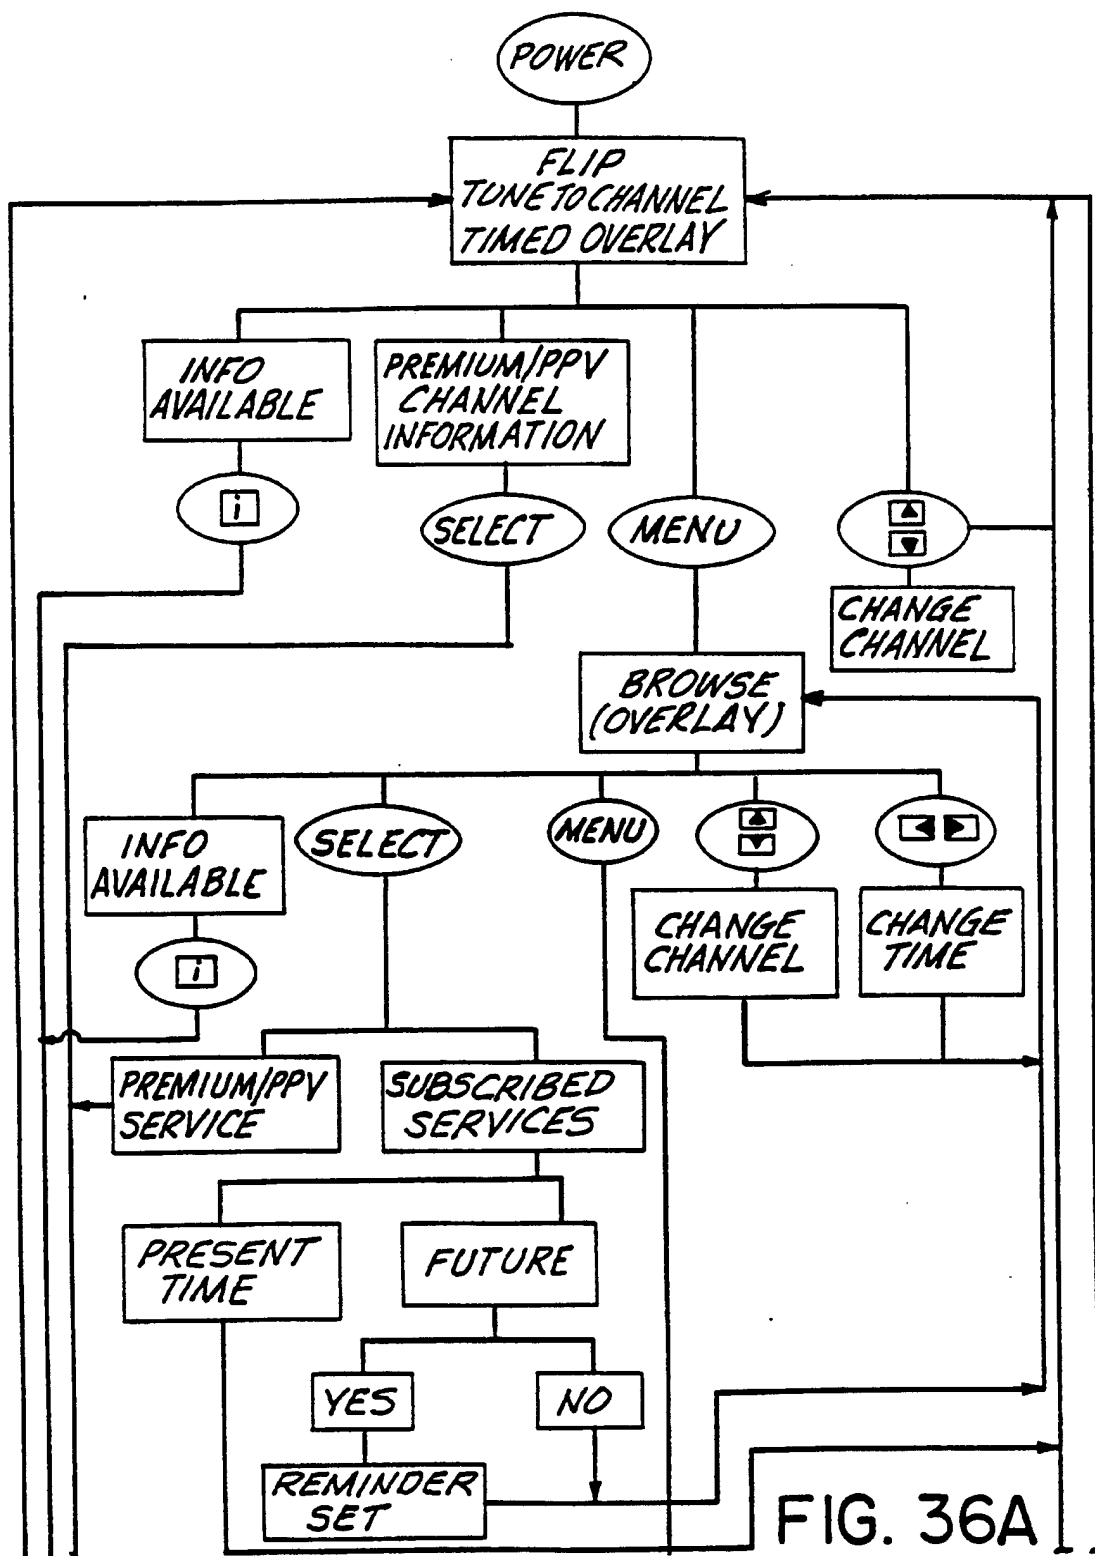 POWER
FLIP
TUNE TO CHANNEL
TIMED OVERLAY
INFO
AVAILABLE
PREMIUM/PPV
CHANNEL
INFORMATION
i
SELECT
MENU
CHANGE
CHANNEL
BROWSE
(OVERLAY)
INFO
AVAILABLE
SELECT
MENU
CHANGE
CHANNEL
CHANGE
TIME
i
PREMIUM/PPV
SERVICE
SUBSCRIBED
SERVICES
PRESENT
TIME
FUTURE
YES
NO
REMINDER
SET
FIG. 36A